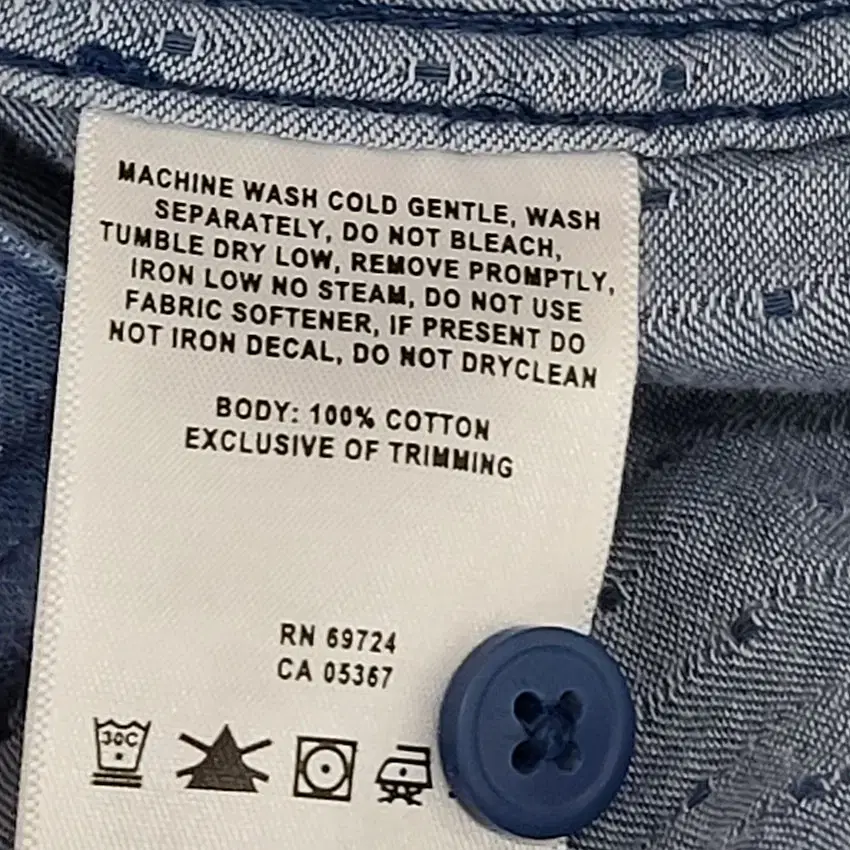 MACHINE WASH COLD GENTLE, WASH
SEPARATELY, DO NOT BLEACH,
TUMBLE DRY LOW, REMOVE PROMPTLY,
IRON LOW NO STEAM, DO NOT USE
FABRIC SOFTENER, IF PRESENT DO
NOT IRON DECAL, DO NOT DRYCLEAN
BODY: 100% COTTON
EXCLUSIVE OF TRIMMING
RN 69724
CA 05367
30C